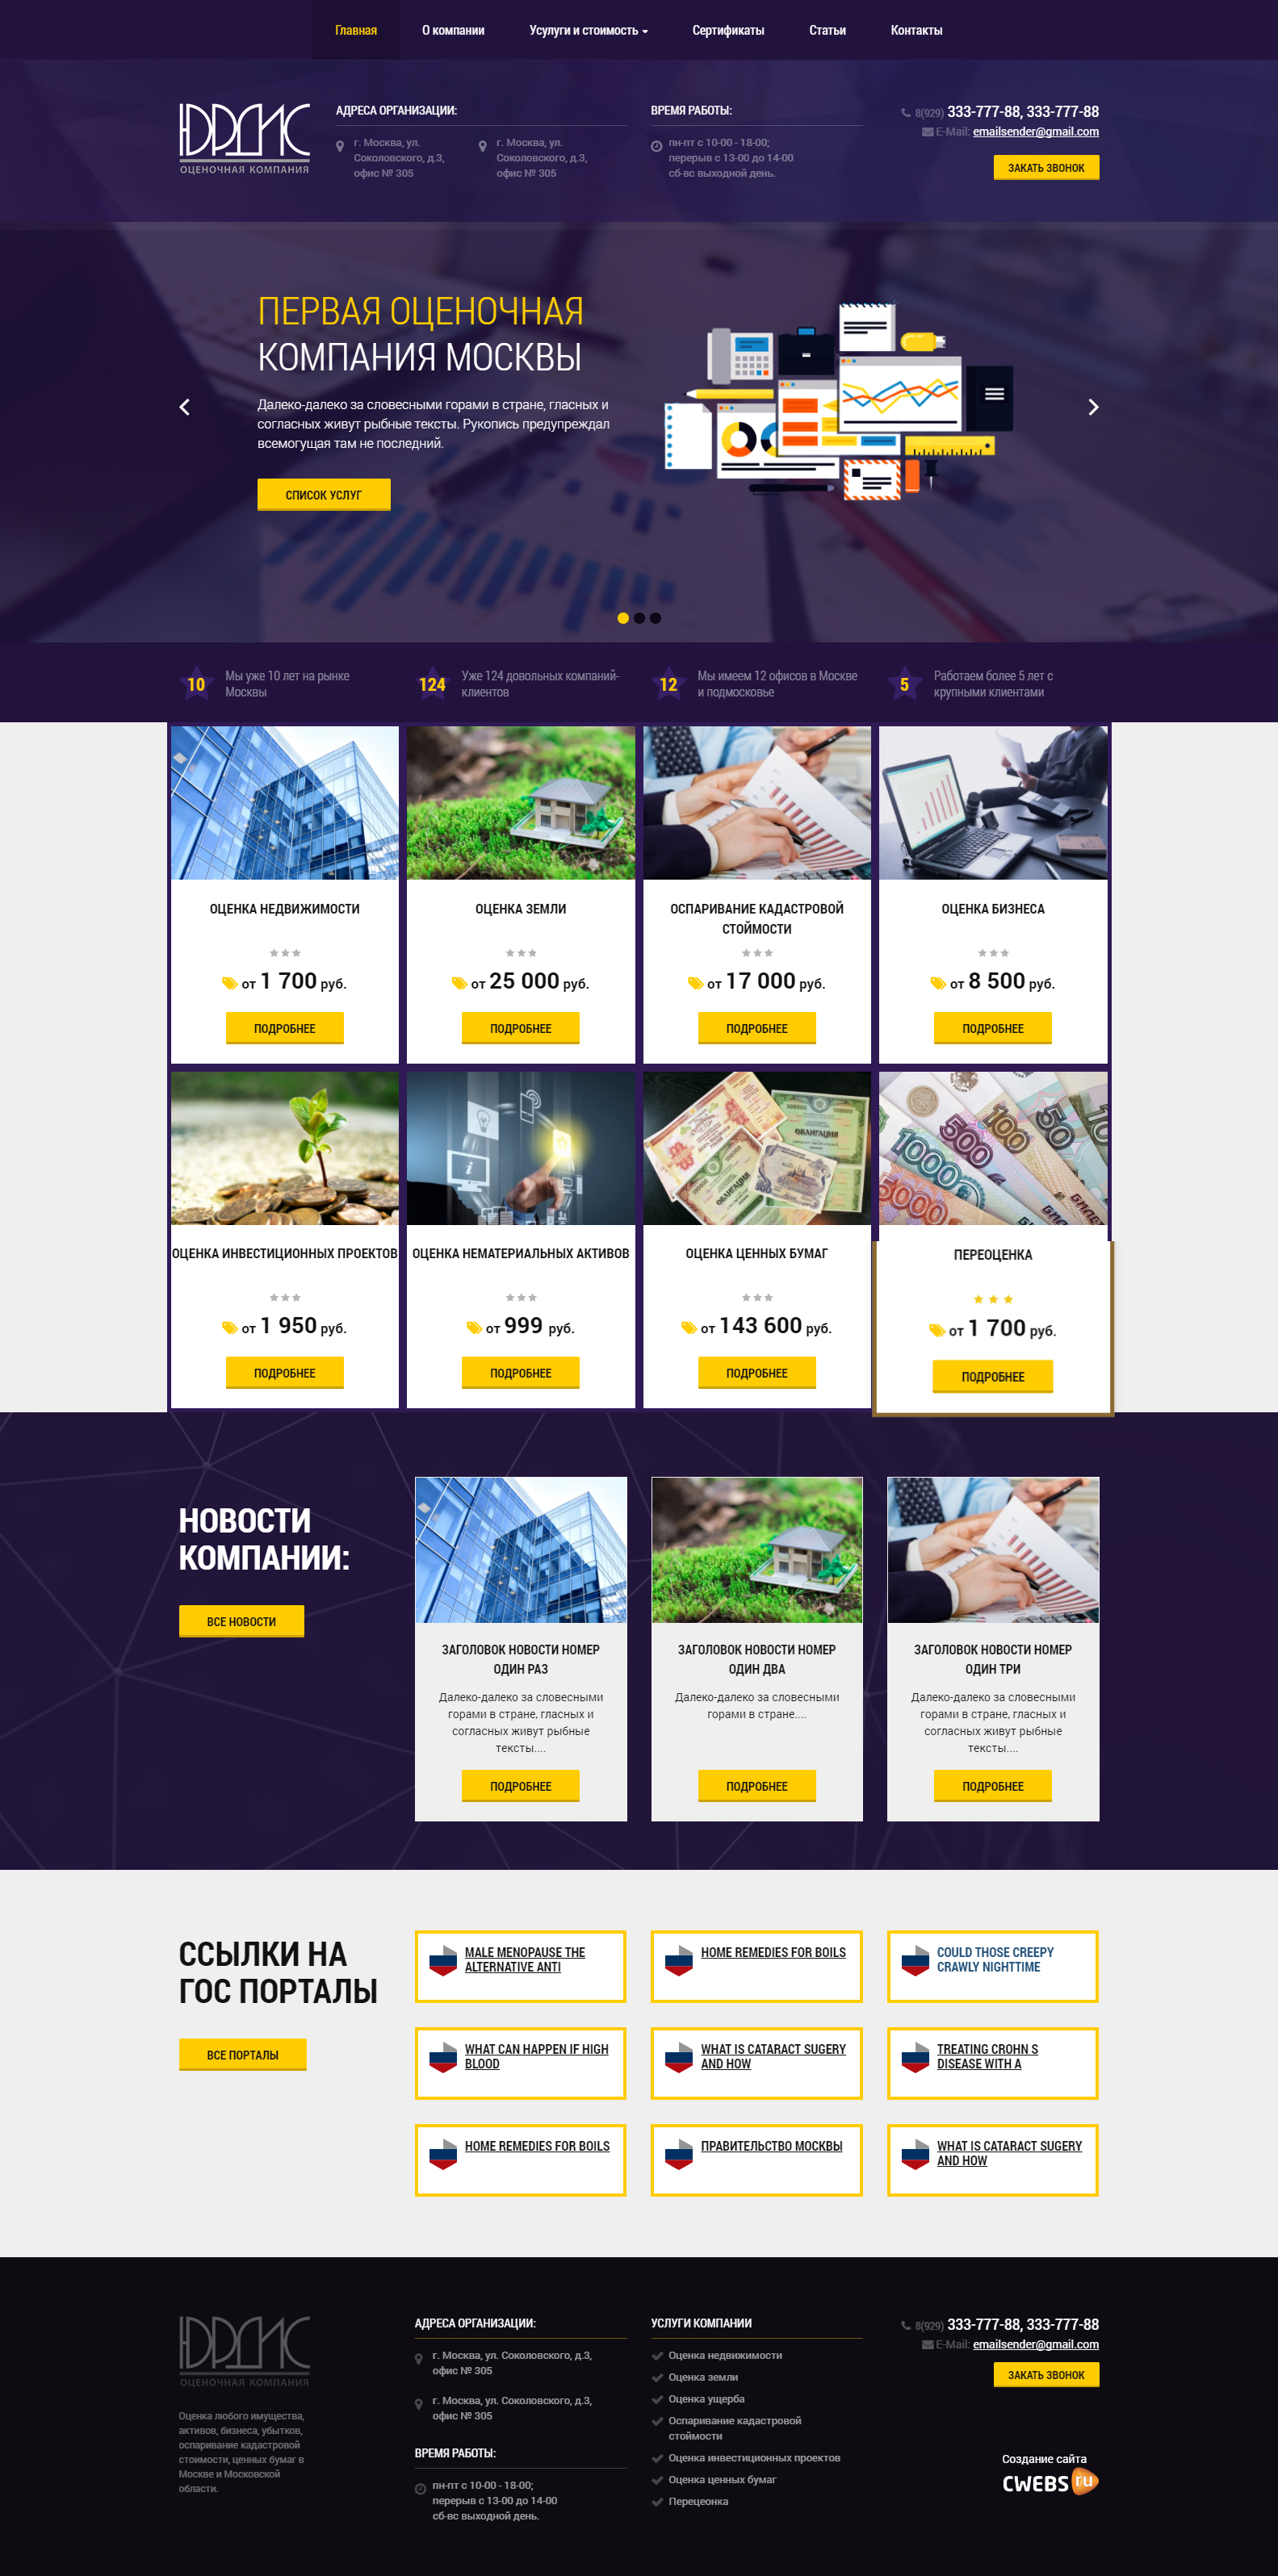 Главная О компании Усулуги и стоимость Сертификаты Статьи Контакты
ОЦЕНОЧНАЯ КОМПАНИЯ
АДРЕСА ОРГАНИЗАЦИИ:
г. Москва, ул.
Соколовского, д.3,
офис № 305
г. Москва, ул.
Соколовского, д.3,
офис № 305
ВРЕМЯ РАБОТЫ:
пн-пт с 10-00 - 18-00;
перерыв с 13-00 до 14-00
сб-вс выходной день.
8(929) 333-777-88, 333-777-88
E-Mail: emailsender@gmail.com
ЗАКАТЬ ЗВОНОК
ПЕРВАЯ ОЦЕНОЧНАЯ
КОМПАНИЯ МОСКВЫ
Далеко-далеко за словесными горами в стране, гласных и
согласных живут рыбные тексты. Рукопись предупреждал
всемогущая там не последний.
СПИСОК УСЛУГ
10
Мы уже 10 лет на рынке
Москвы
124
Уже 124 довольных компаний-
клиентов
12
Мы имеем 12 офисов в Москве
и подмосковье
5
Работаем более 5 лет с
крупными клиентами
ОЦЕНКА НЕДВИЖИМОСТИ
от 1 700 руб.
ПОДРОБНЕЕ
ОЦЕНКА ЗЕМЛИ
от 25 000 руб.
ПОДРОБНЕЕ
ОСПАРИВАНИЕ КАДАСТРОВОЙ
СТОЙМОСТИ
от 17 000 руб.
ПОДРОБНЕЕ
ОЦЕНКА БИЗНЕСА
от 8 500 руб.
ПОДРОБНЕЕ
ОЦЕНКА ИНВЕСТИЦИОННЫХ ПРОЕКТОВ
от 1 950 руб.
ПОДРОБНЕЕ
ОЦЕНКА НЕМАТЕРИАЛЬНЫХ АКТИВОВ
от 999 руб.
ПОДРОБНЕЕ
ОБЛИГАЦИЯ
ОБЛИГАЦИЯ
500000
ОЦЕНКА ЦЕННЫХ БУМАГ
от 143 600 руб.
ПОДРОБНЕЕ
1000
500
100
50
5000
ПЕРЕОЦЕНКА
от 1 700 руб.
ПОДРОБНЕЕ
НОВОСТИ
КОМПАНИИ:
ВСЕ НОВОСТИ
ЗАГОЛОВОК НОВОСТИ НОМЕР
ОДИН РАЗ
Далеко-далеко за словесными
горами в стране, гласных и
согласных живут рыбные
тексты....
ПОДРОБНЕЕ
ЗАГОЛОВОК НОВОСТИ НОМЕР
ОДИН ДВА
Далеко-далеко за словесными
горами в стране....
ПОДРОБНЕЕ
ЗАГОЛОВОК НОВОСТИ НОМЕР
ОДИН ТРИ
Далеко-далеко за словесными
горами в стране, гласных и
согласных живут рыбные
тексты....
ПОДРОБНЕЕ
ССЫЛКИ НА
ГОС ПОРТАЛЫ
ВСЕ ПОРТАЛЫ
MALE MENOPAUSE THE
ALTERNATIVE ANTI
HOME REMEDIES FOR BOILS
COULD THOSE CREEPY
CRAWLY NIGHTTIME
WHAT CAN HAPPEN IF HIGH
BLOOD
WHAT IS CATARACT SUGERY
AND HOW
TREATING CROHN S
DISEASE WITH A
HOME REMEDIES FOR BOILS
ПРАВИТЕЛЬСТВО МОСКВЫ
WHAT IS CATARACT SUGERY
AND HOW
ОЦЕНОЧНАЯ КОМПАНИЯ
Оценка любого имущества,
активов, бизнеса, убытков,
оспаривание кадастровой
стоимости, ценных бумаг в
Москве и Московской
области.
АДРЕСА ОРГАНИЗАЦИИ:
г. Москва, ул. Соколовского, д.3,
офис № 305
г. Москва, ул. Соколовского, д.3,
офис № 305
ВРЕМЯ РАБОТЫ:
пн-пт с 10-00 - 18-00;
перерыв с 13-00 до 14-00
сб-вс выходной день.
УСЛУГИ КОМПАНИИ
Оценка недвижимости
Оценка земли
Оценка ущерба
Оспаривание кадастровой
стоймости
Оценка инвестиционных проектов
Оценка ценных бумаг
Перецеонка
8(929) 333-777-88, 333-777-88
E-Mail: emailsender@gmail.com
ЗАКАТЬ ЗВОНОК
Создание сайта
CWEBS ru